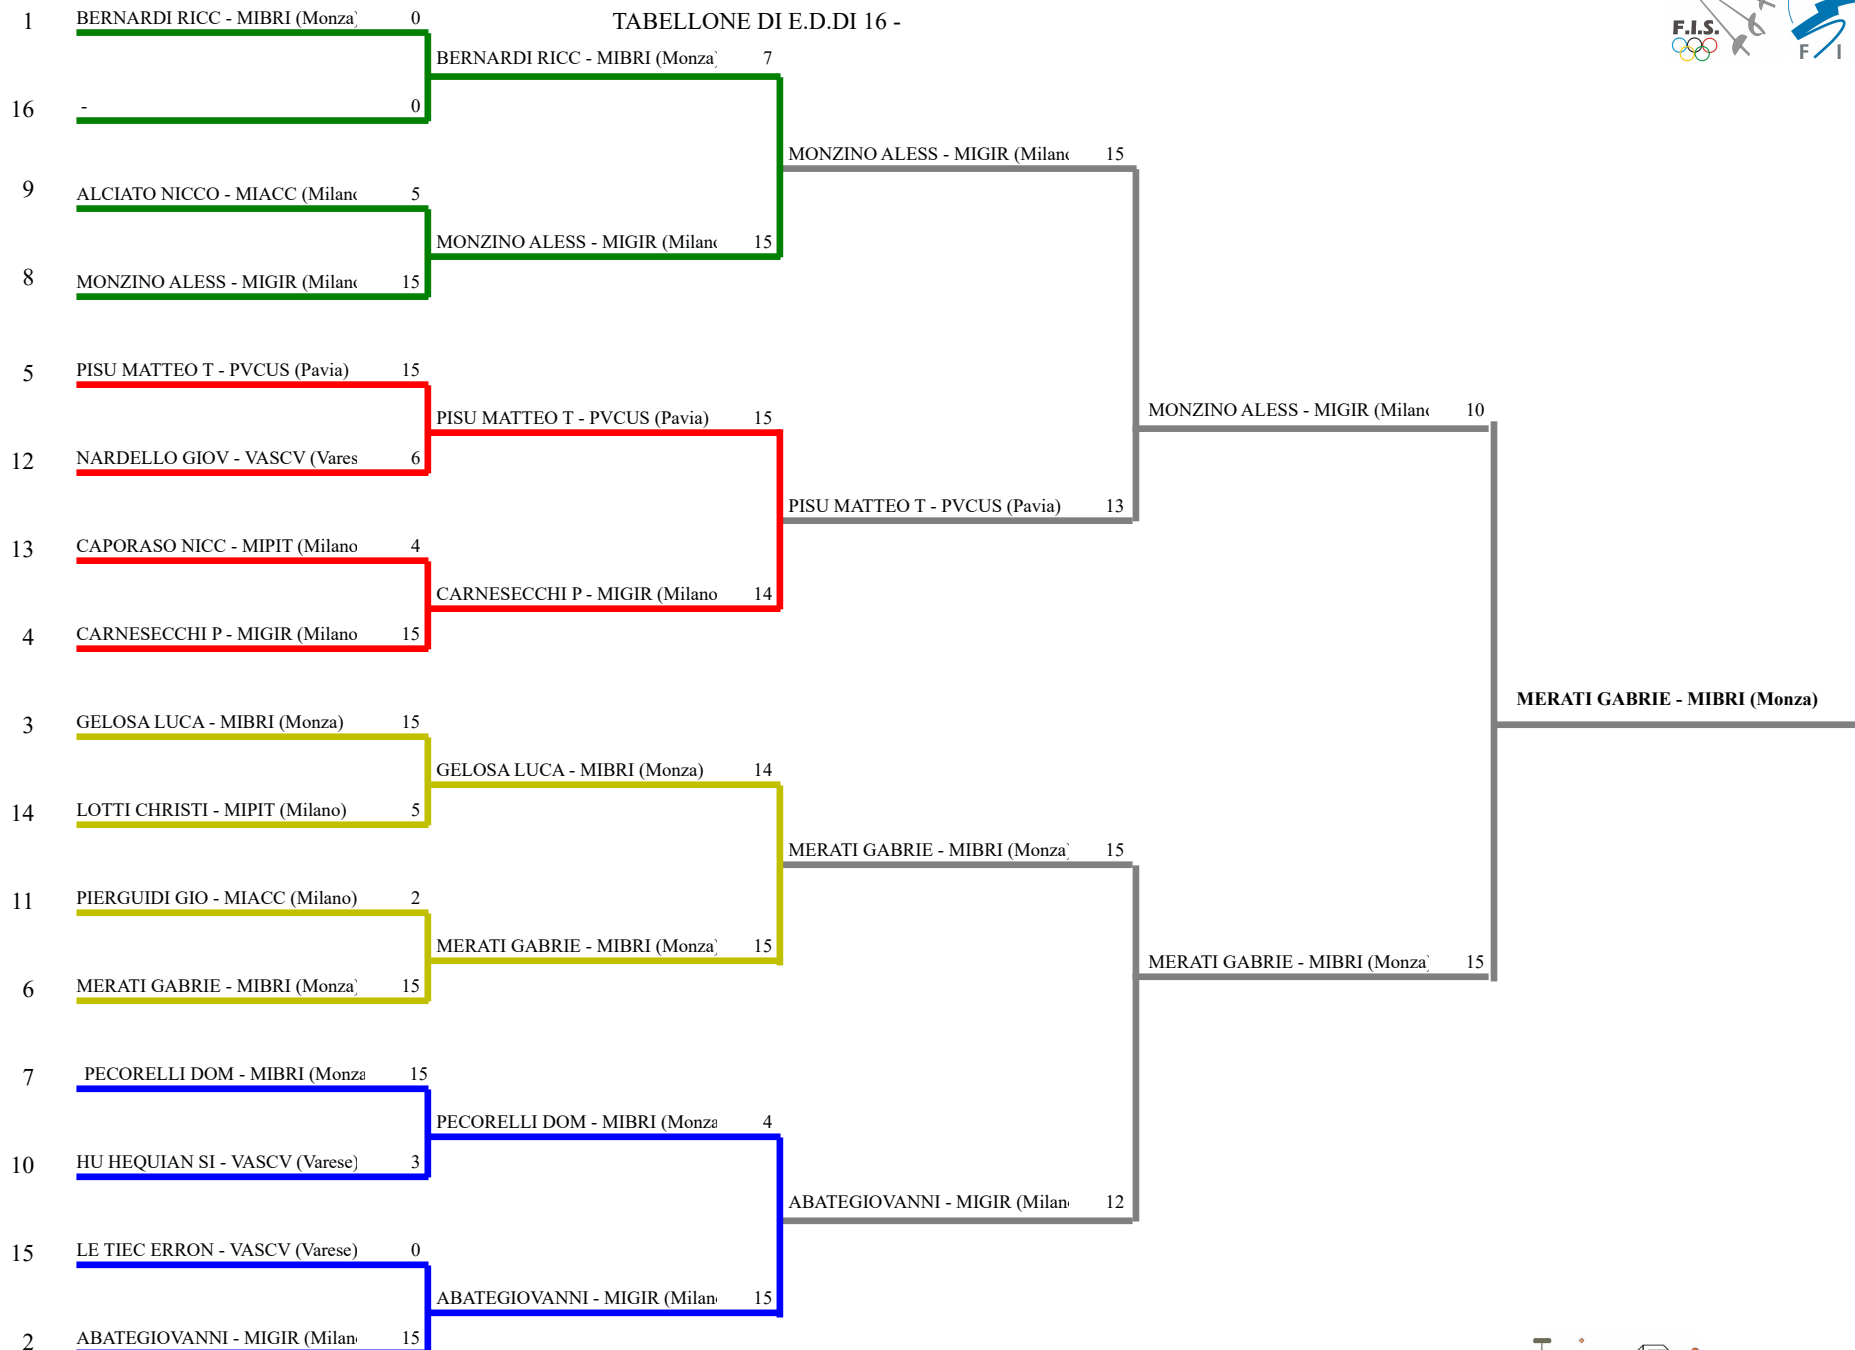 TABELLONE DI E.D.DI 16 -
F.I.S.
F I
1 BERNARDI RICC - MIBRI (Monza) 0
BERNARDI RICC - MIBRI (Monza) 7
16 - 0
MONZINO ALESS - MIGIR (Milano 15
9 ALCIATO NICCO - MIACC (Milano 5
MONZINO ALESS - MIGIR (Milano 15
8 MONZINO ALESS - MIGIR (Milano 15
5 PISU MATTEO T - PVCUS (Pavia) 15
MONZINO ALESS - MIGIR (Milano 10
PISU MATTEO T - PVCUS (Pavia) 15
12 NARDELLO GIOV - VASCV (Vares 6
PISU MATTEO T - PVCUS (Pavia) 13
13 CAPORASO NICC - MIPIT (Milano 4
CARNESECCHI P - MIGIR (Milano 14
4 CARNESECCHI P - MIGIR (Milano 15
MERATI GABRIE - MIBRI (Monza)
3 GELOSA LUCA - MIBRI (Monza) 15
GELOSA LUCA - MIBRI (Monza) 14
14 LOTTI CHRISTI - MIPIT (Milano) 5
MERATI GABRIE - MIBRI (Monza) 15
11 PIERGUIDI GIO - MIACC (Milano) 2
MERATI GABRIE - MIBRI (Monza) 15
MERATI GABRIE - MIBRI (Monza) 15
6 MERATI GABRIE - MIBRI (Monza) 15
7 PECORELLI DOM - MIBRI (Monza 15
PECORELLI DOM - MIBRI (Monza 4
10 HU HEQUIAN SI - VASCV (Varese) 3
ABATEGIOVANNI - MIGIR (Milan 12
15 LE TIEC ERRON - VASCV (Varese) 0
ABATEGIOVANNI - MIGIR (Milan 15
2 ABATEGIOVANNI - MIGIR (Milan 15